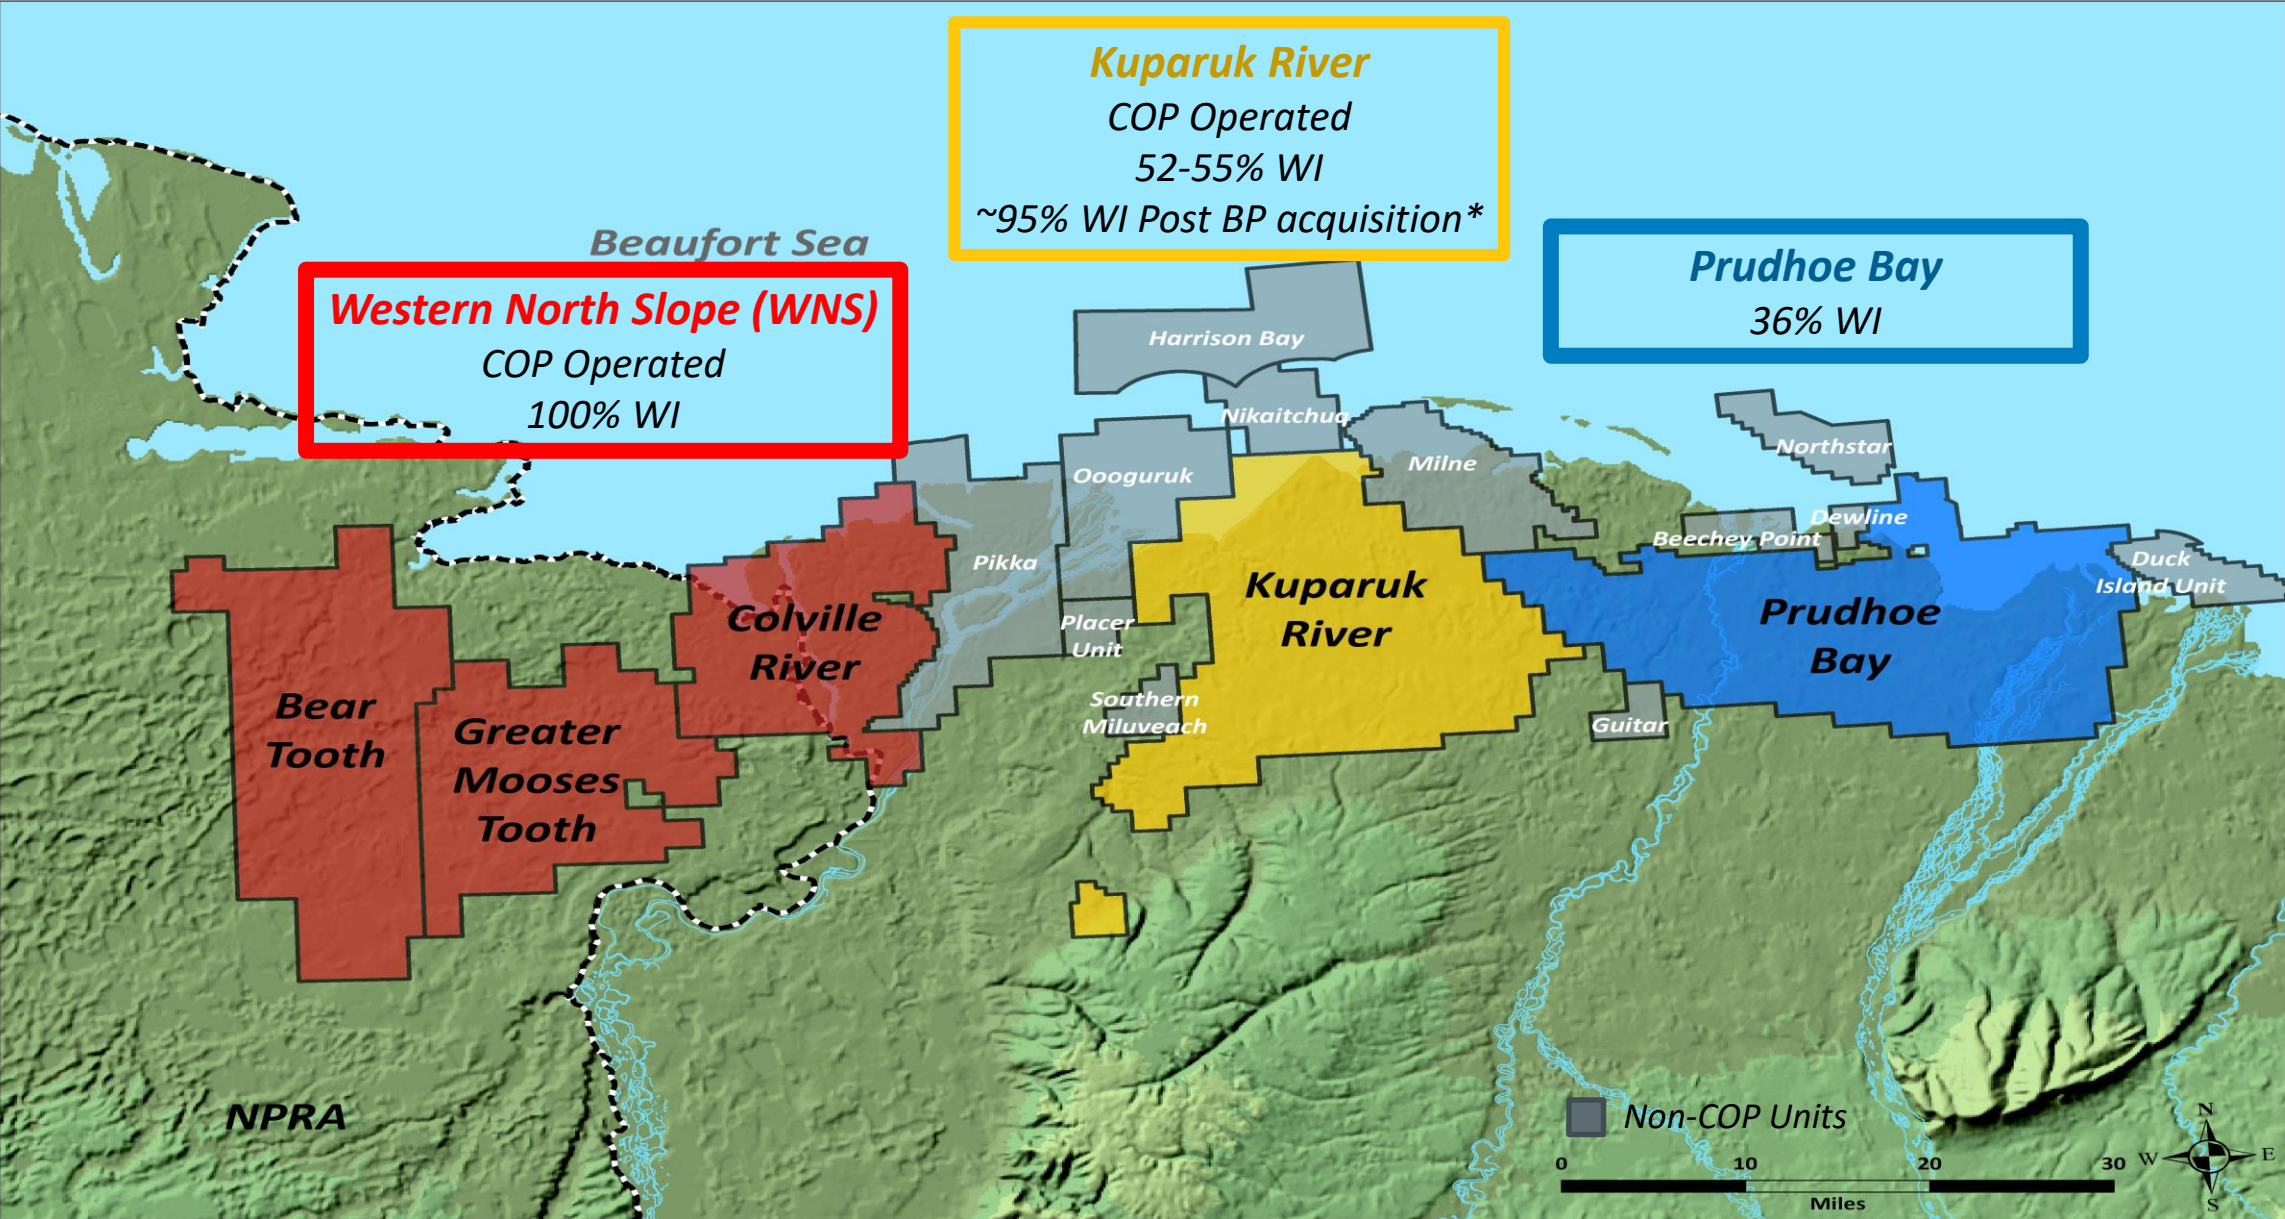 Kuparuk River
COP Operated
52-55% WI
~95% WI Post BP acquisition*
Beaufort Sea
Western North Slope (WNS)
COP Operated
100% WI
Prudhoe Bay
36% WI
Harrison Bay
Nikaitchuq
Northstar
Milne
Oooguruk
Dewline
Beechey Point
Duck
Island Unit
Pikka
Kuparuk
River
Prudhoe
Bay
Colville
River
Placer
Unit
Bear
Tooth
Greater
Mooses
Tooth
Southern
Miluveach
Guitar
NPRA
Non-COP Units
0 10 20 30
Miles
N
W E
S